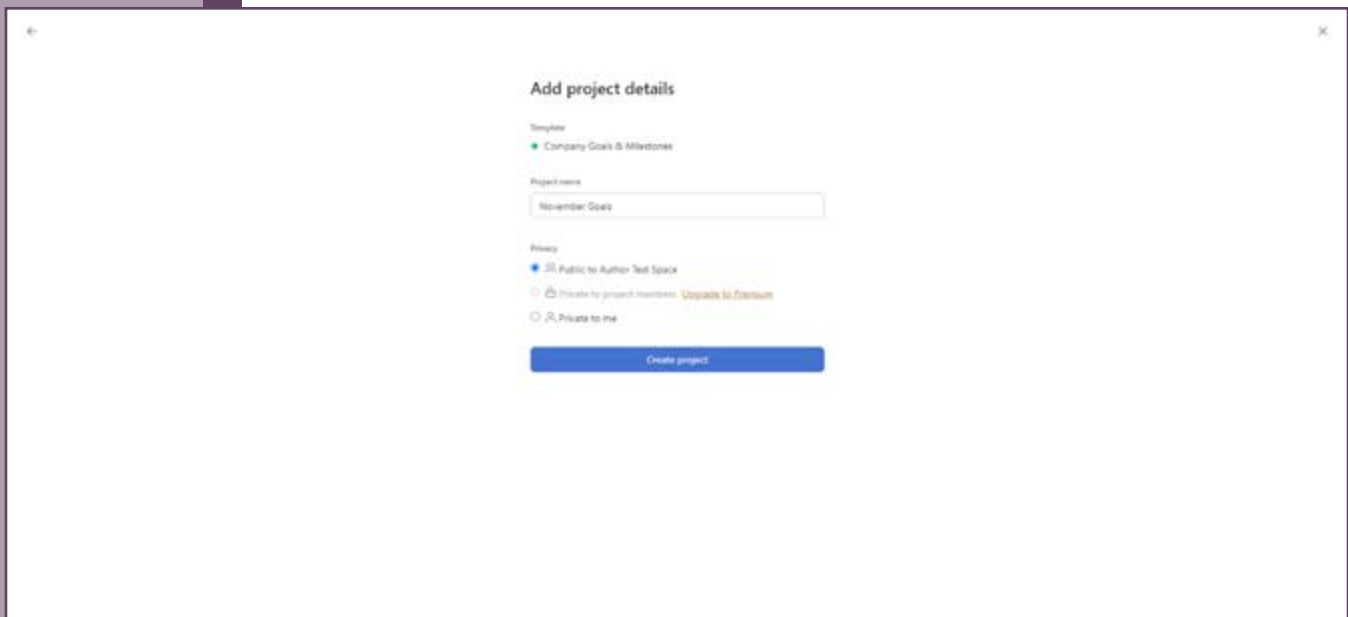 Add project details
Template
Company Goals & Milestones
Project name
November Goals
Privacy
Public to Author Test Space
Private to project members Upgrade to Premium
Private to me
Create project